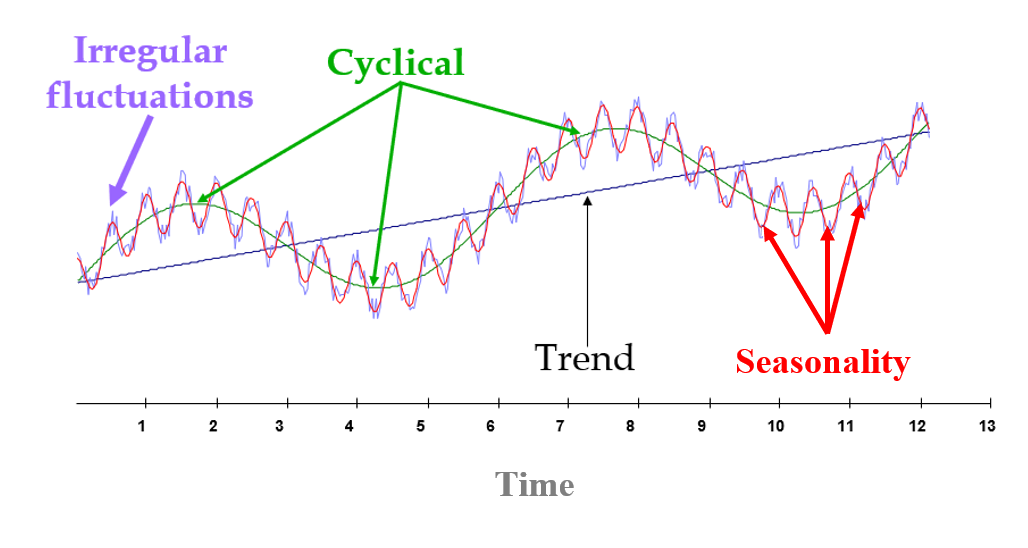 Irregular
fluctuations
Cyclical
Trend
Seasonality
1 2 3 4 5 6 7 8 9 10 11 12 13
Time